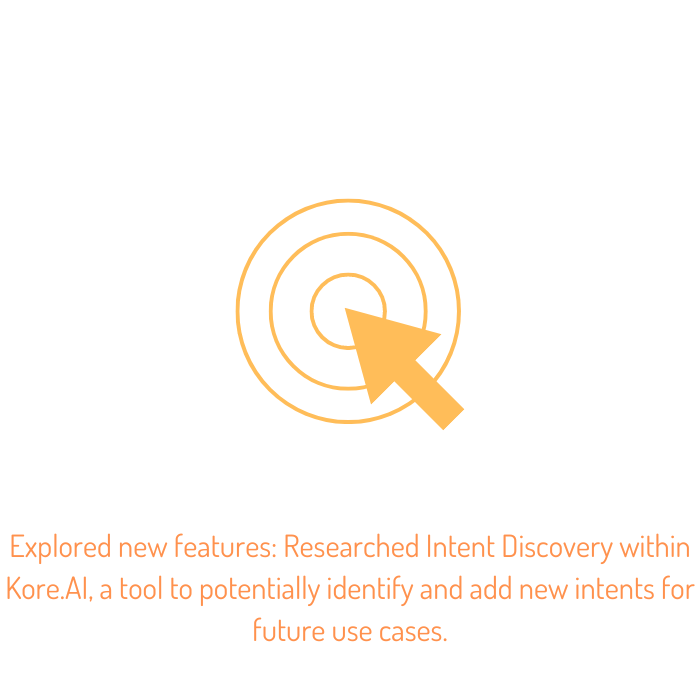 Explored new features: Researched Intent Discovery within
Kore.AI, a tool to potentially identify and add new intents for
future use cases.